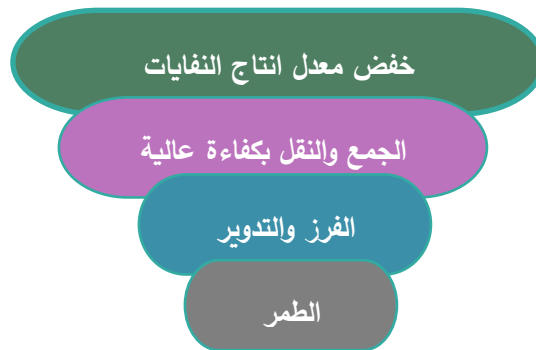 خفض معدل انتاج النفايات
الجمع والنقل بكفاءة عالية
الفرز والتدوير
الطمر